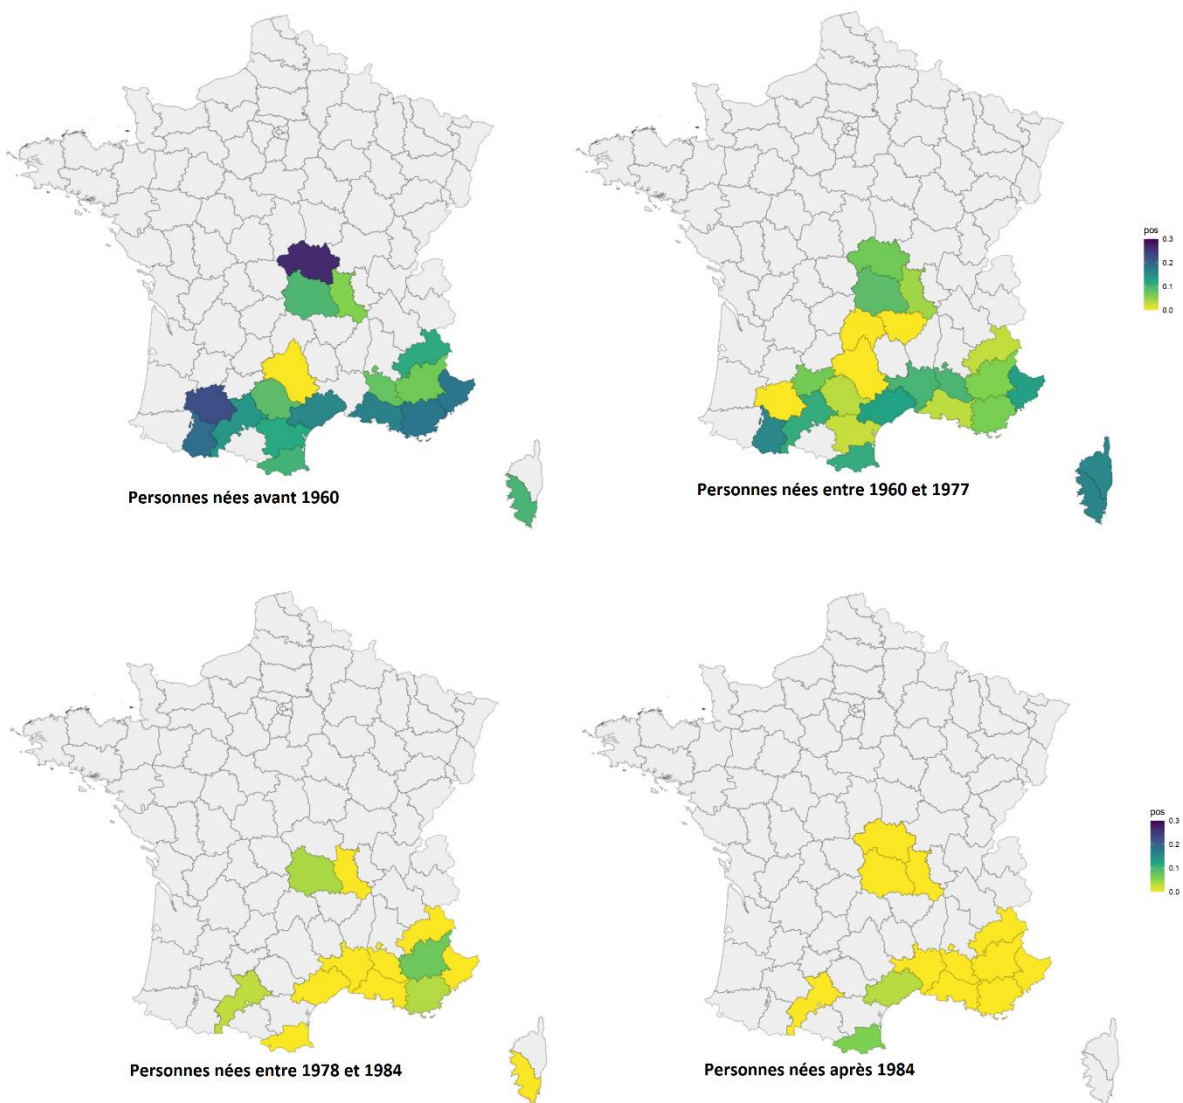 pos
0.3
0.2
0.1
0.0
Personnes nées avant 1960
Personnes nées entre 1960 et 1977
pos
0.3
0.2
0.1
0.0
Personnes nées entre 1978 et 1984
Personnes nées après 1984